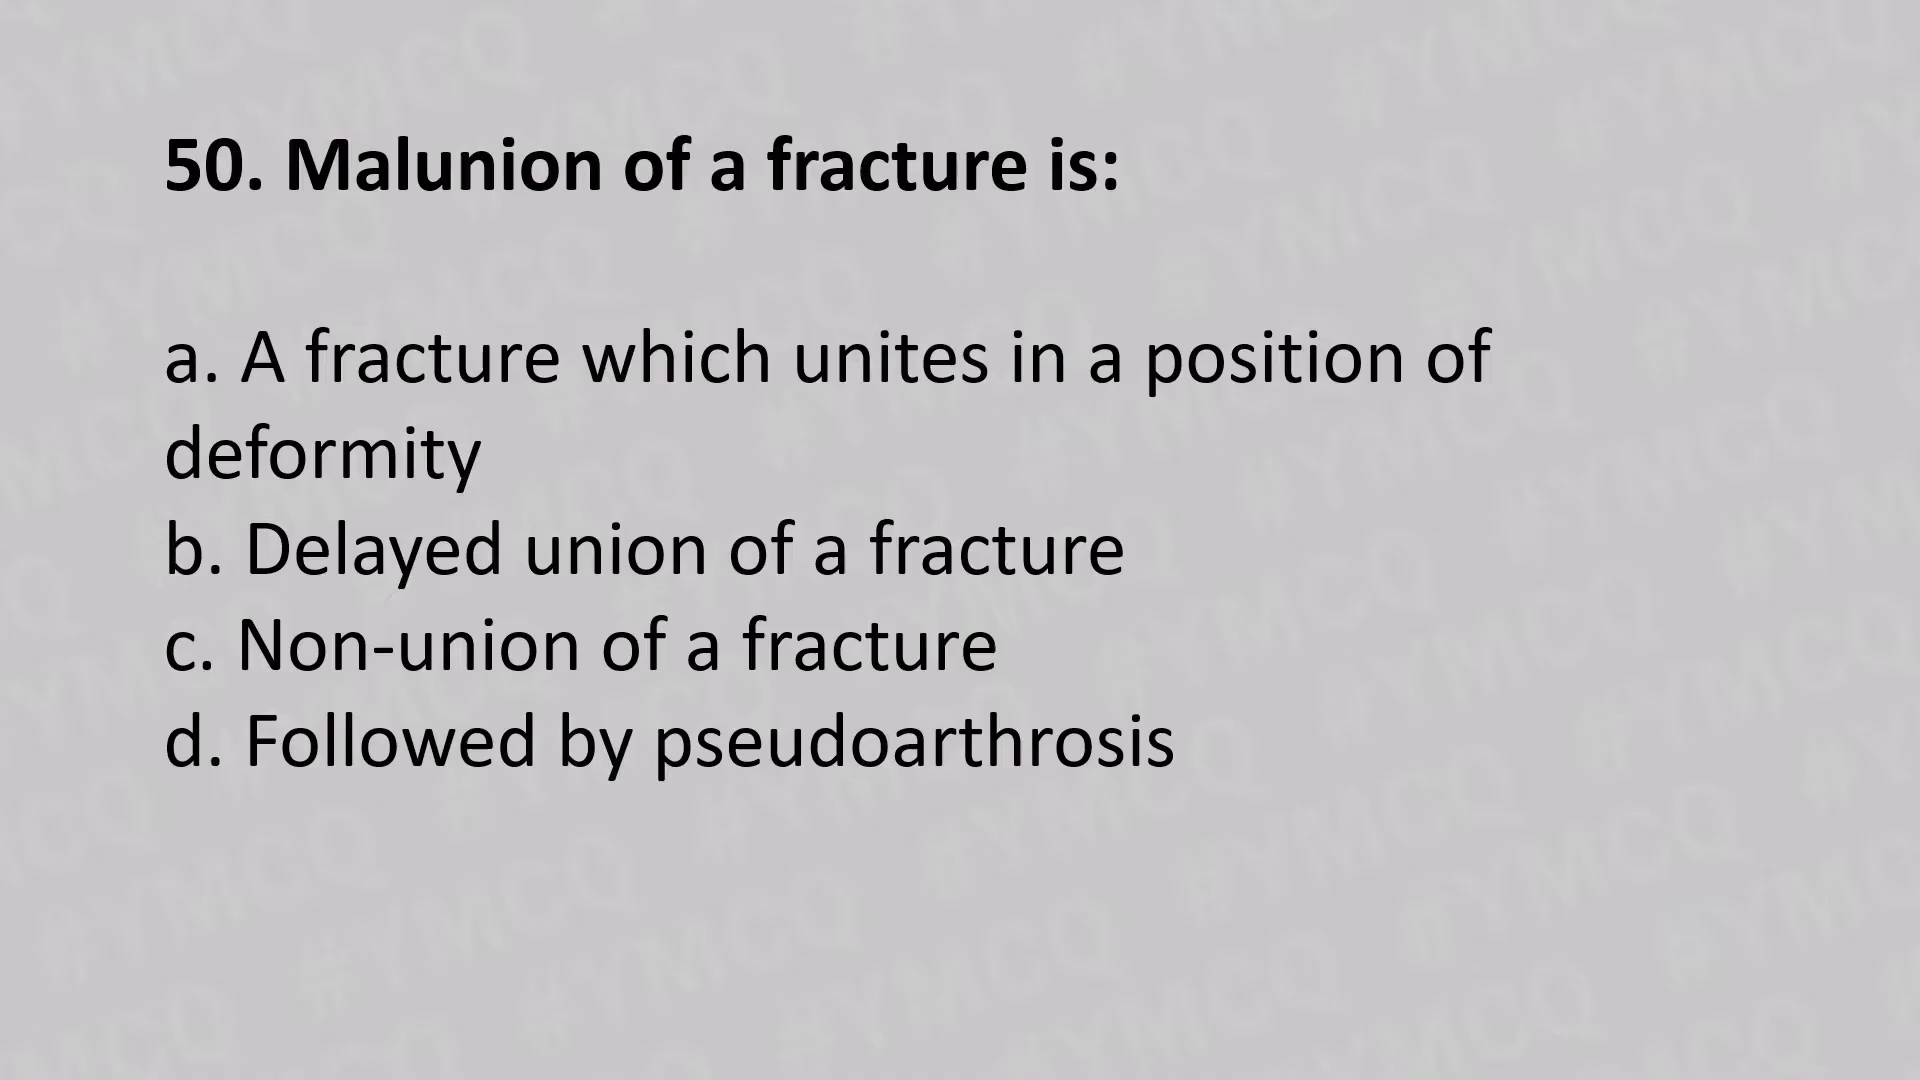 50. Malunion of a fracture is:
a. A fracture which unites in a position of
deformity
b. Delayed union of a fracture
c. Non-union of a fracture
d. Followed by pseudoarthrosis
#YMCQ